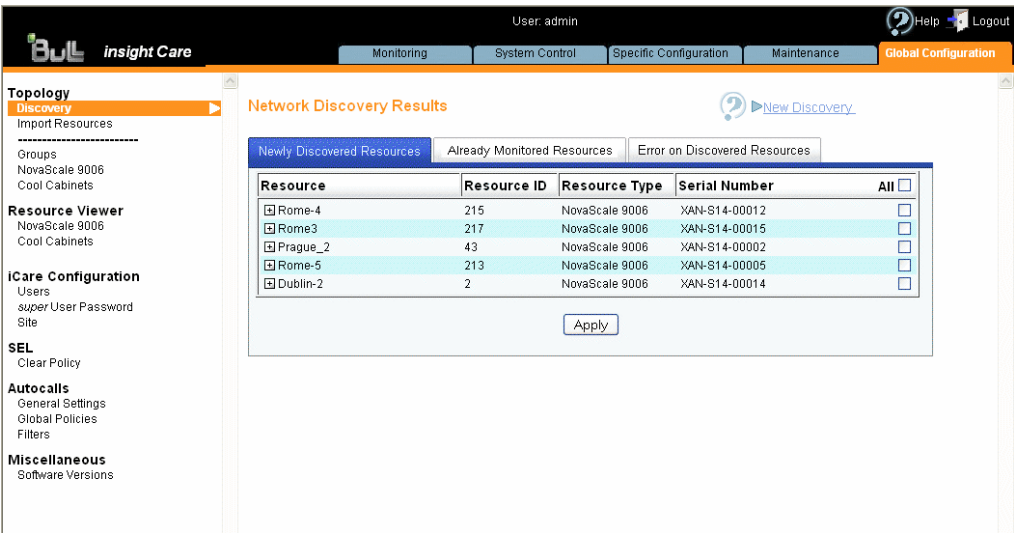 User: admin
Help Logout
Bull insight Care
Monitoring System Control Specific Configuration Maintenance Global Configuration
Topology
Discovery
Import Resources
-------------------------
Groups
NovaScale 9006
Cool Cabinets
Resource Viewer
NovaScale 9006
Cool Cabinets
iCare Configuration
Users
super User Password
Site
SEL
Clear Policy
Autocalls
General Settings
Global Policies
Filters
Miscellaneous
Software Versions
Network Discovery Results
New Discovery
Newly Discovered Resources Already Monitored Resources Error on Discovered Resources
Resource Resource ID Resource Type Serial Number All
Rome-4 215 NovaScale 9006 XAN-S14-00012
Rome3 217 NovaScale 9006 XAN-S14-00015
Prague_2 43 NovaScale 9006 XAN-S14-00002
Rome-5 213 NovaScale 9006 XAN-S14-00005
Dublin-2 2 NovaScale 9006 XAN-S14-00014
Apply